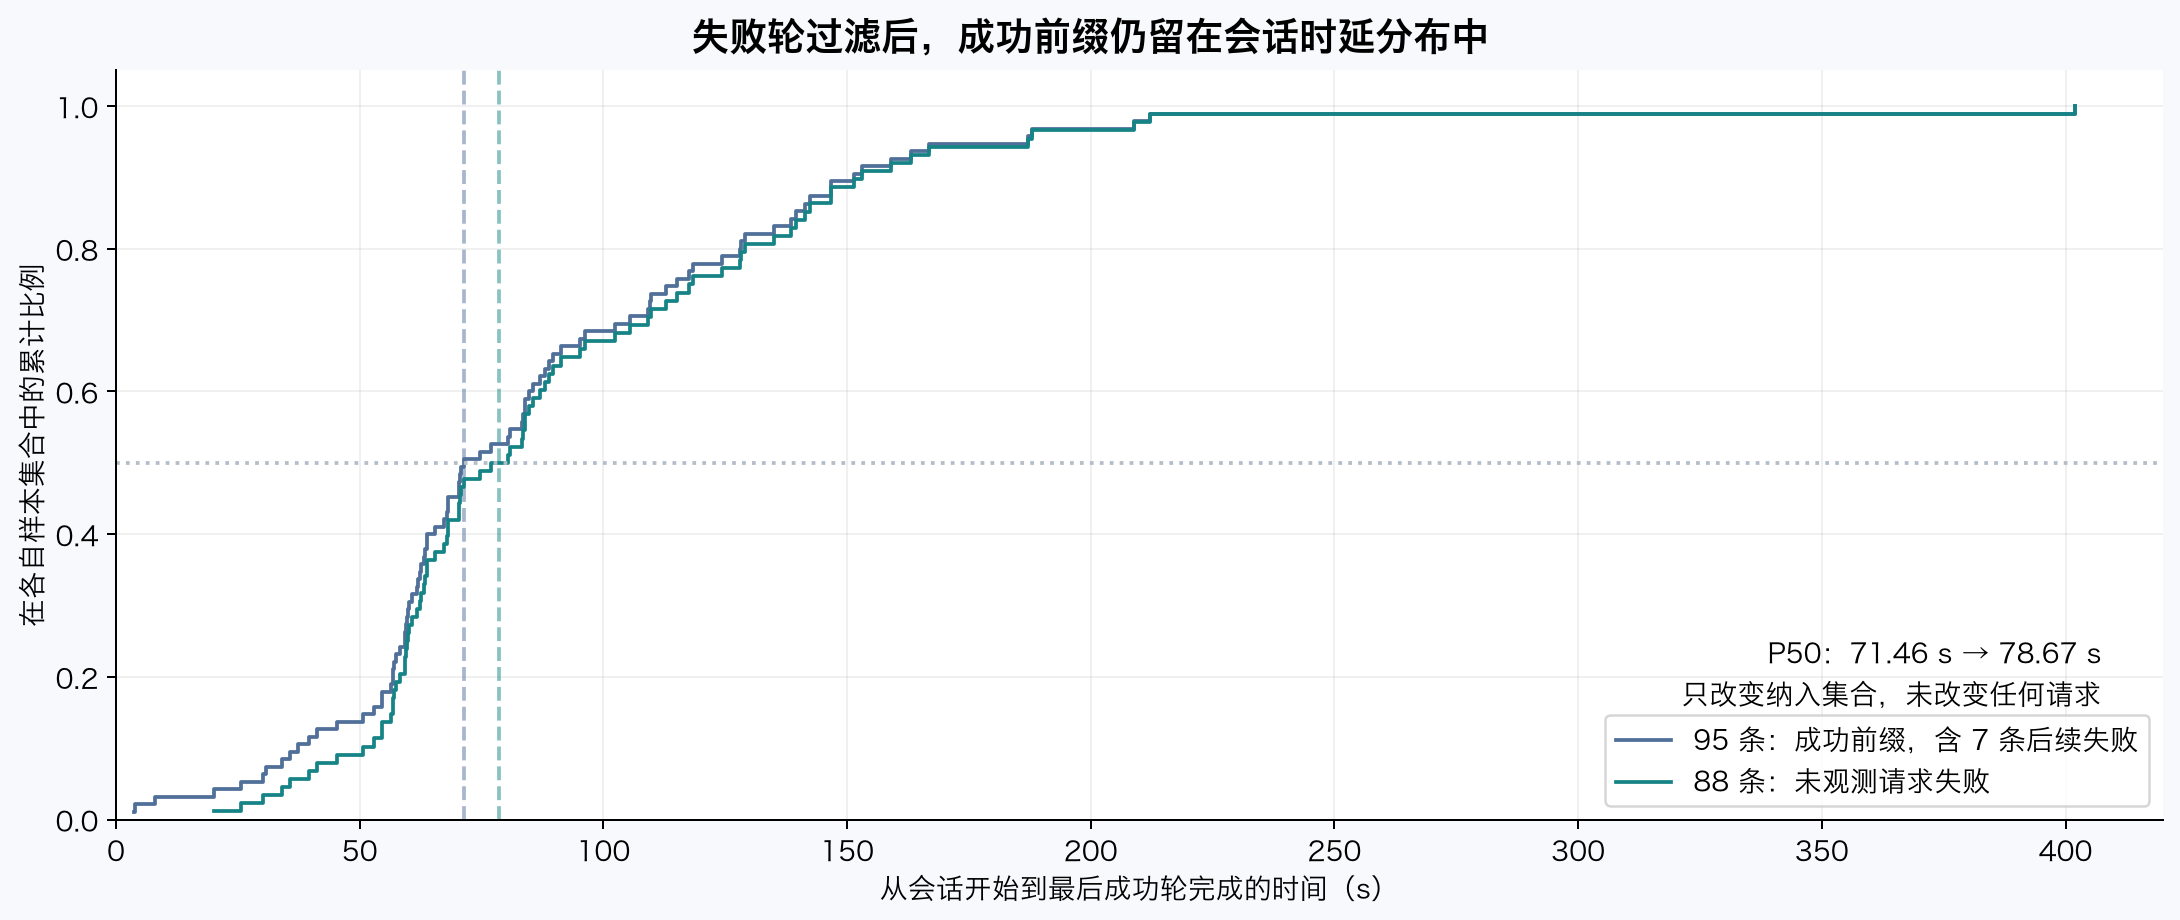 失败轮过滤后，成功前缀仍留在会话时延分布中
在各自样本集合中的累计比例
1.0
0.8
0.6
0.4
0.2
0.0
P50：71.46 s → 78.67 s
只改变纳入集合，未改变任何请求
95 条：成功前缀，含 7 条后续失败
88 条：未观测请求失败
0 50 100 150 200 250 300 350 400
从会话开始到最后成功轮完成的时间（s）